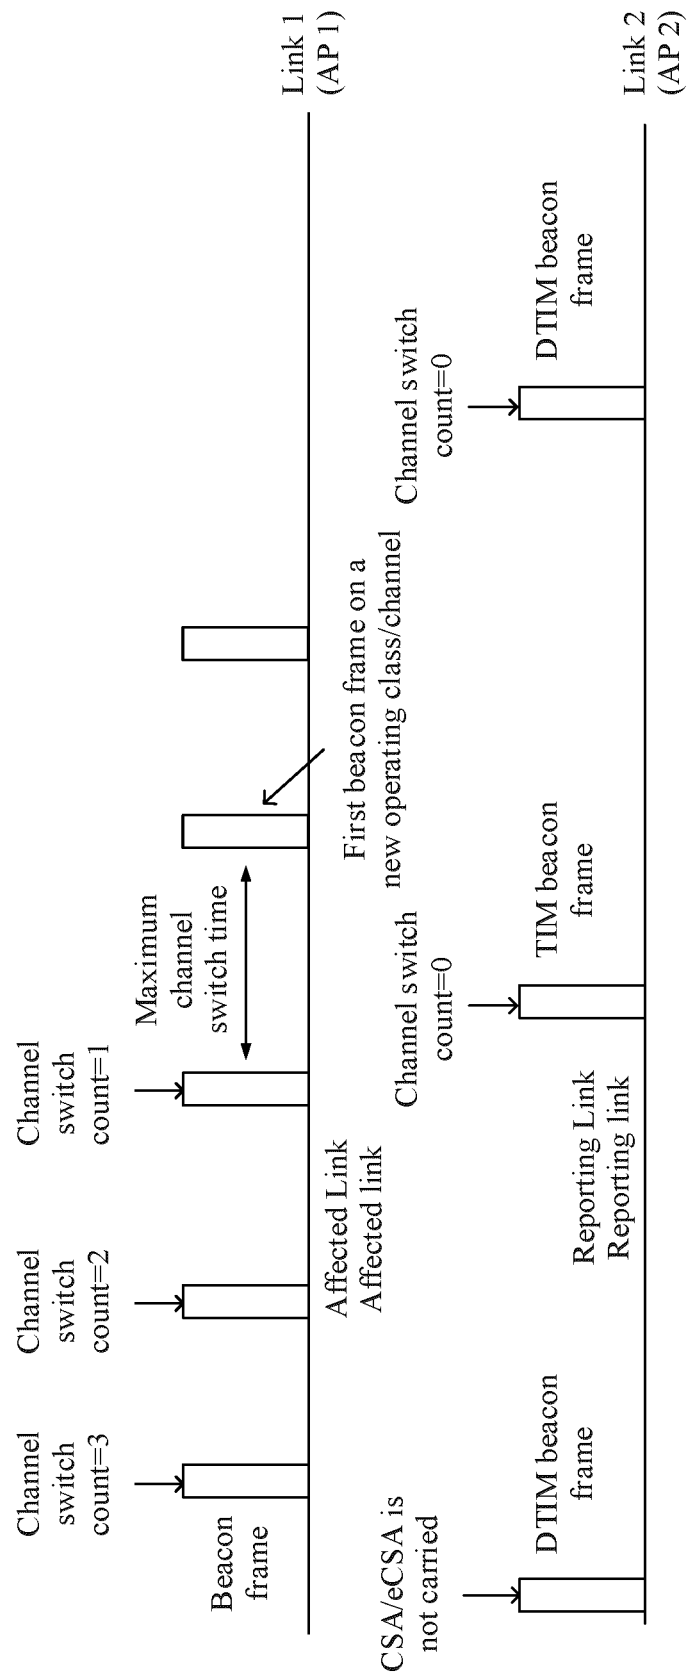 Channel
switch
count=3
Channel
switch
count=2
Channel
switch
count=1
Maximum
channel
switch time
Beacon
frame
Link 1
(AP 1)
Affected Link
Affected link
First beacon frame on a
new operating class/channel
CSA/eCSA is
not carried
Channel switch
count=0
Channel switch
count=0
DTIM beacon
frame
TIM beacon
frame
DTIM beacon
frame
Reporting Link
Reporting link
Link 2
(AP 2)